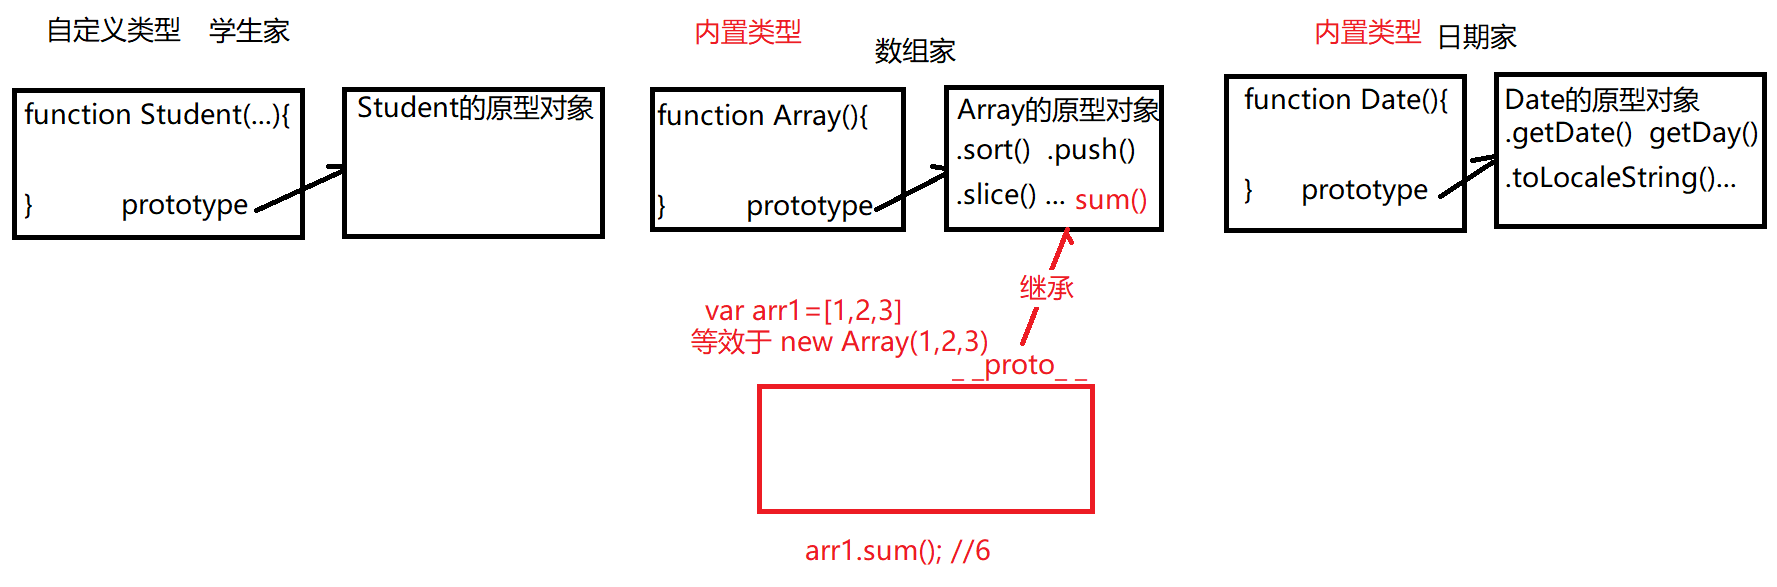 自定义类型 学生家
function Student(...){
} prototype
Student的原型对象
内置类型
数组家
function Array(){
} prototype
Array的原型对象
.sort() .push()
.slice() ... sum()
继承
var arr1=[1,2,3]
等效于 new Array(1,2,3)
_ _proto_ _
arr1.sum(); //6
内置类型 日期家
function Date(){
} prototype
Date的原型对象
.getDate() getDay()
.toLocaleString()...